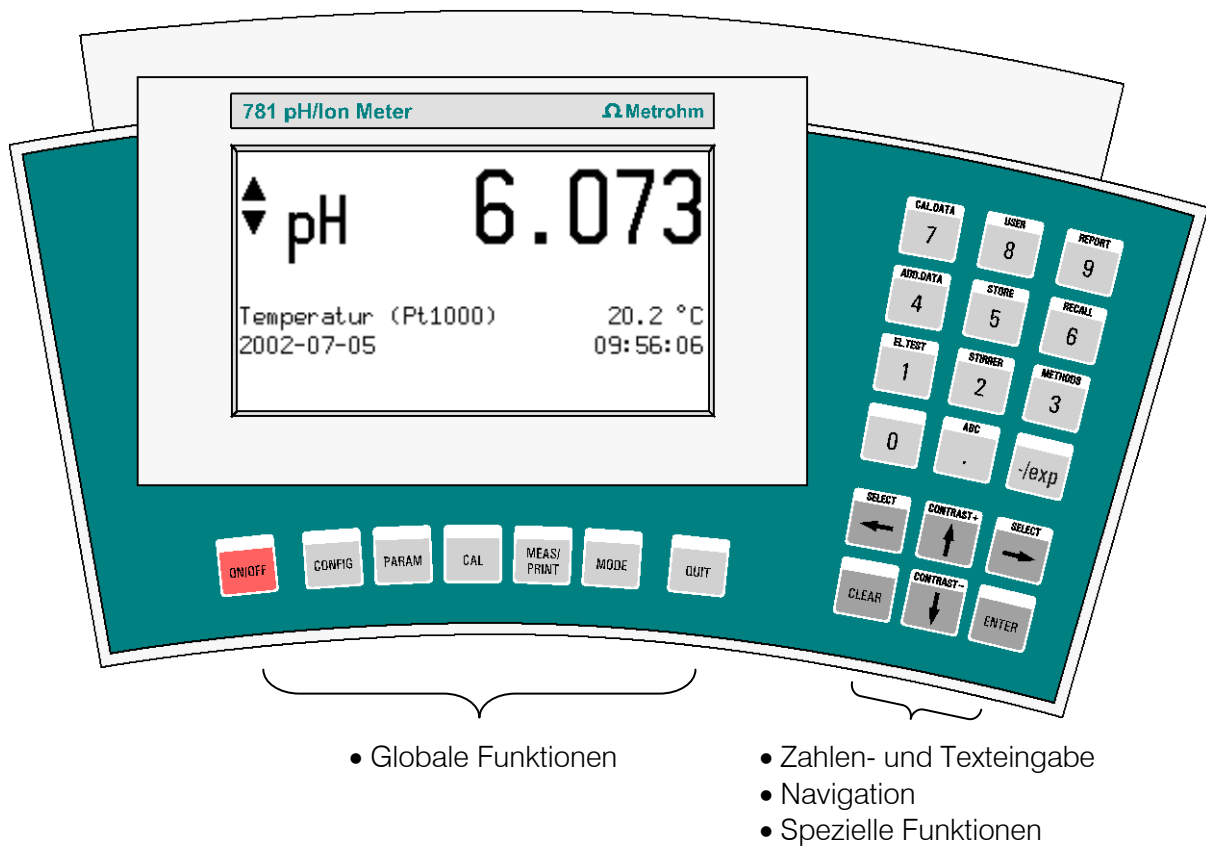 781 pH/Ion Meter Metrohm
pH 6.073
Temperatur (Pt1000) 20.2 °C
2002-07-05 09:56:06
CAL.DATA USER REPORT
7 8 9
ADD.DATA STORE RECALL
4 5 6
EL.TEST STIRRER METHODS
1 2 3
ABC
0 . -/exp
SELECT CONTRAST+ SELECT
CONTRAST-
CLEAR ENTER
ON/OFF CONFIG PARAM CAL MEAS/
PRINT MODE QUIT
• Globale Funktionen
• Zahlen- und Texteingabe
• Navigation
• Spezielle Funktionen